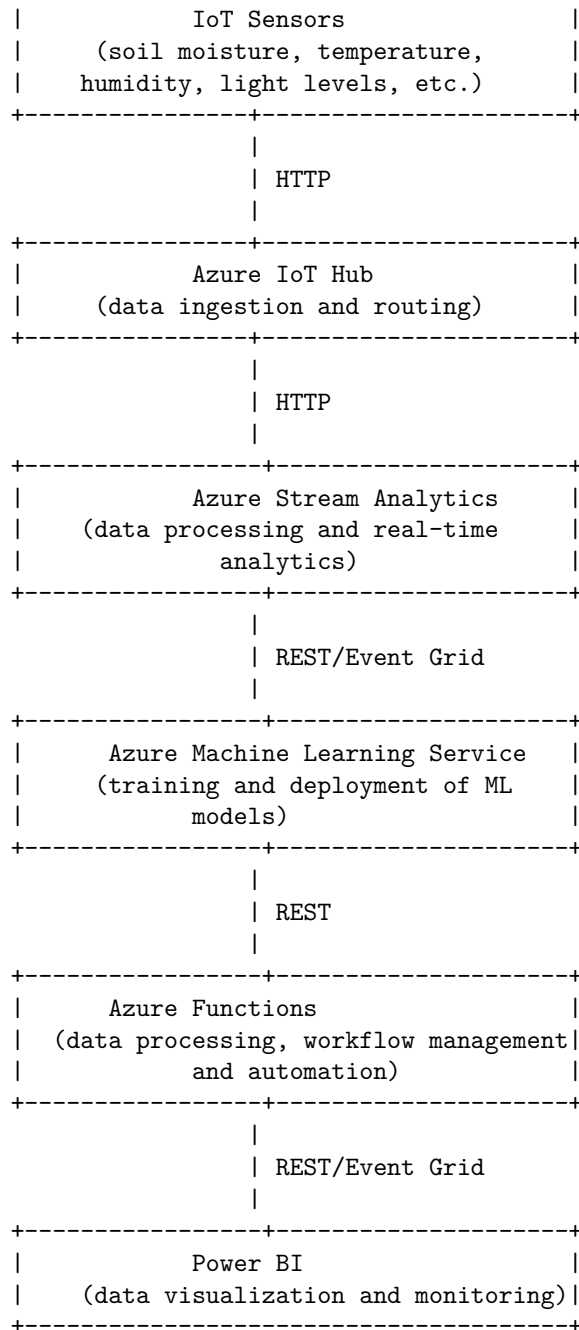 IoT Sensors
(soil moisture, temperature,
humidity, light levels, etc.)
HTTP
Azure IoT Hub
(data ingestion and routing)
HTTP
Azure Stream Analytics
(data processing and real-time
analytics)
REST/Event Grid
Azure Machine Learning Service
(training and deployment of ML
models)
REST
Azure Functions
(data processing, workflow management
and automation)
REST/Event Grid
Power BI
(data visualization and monitoring)